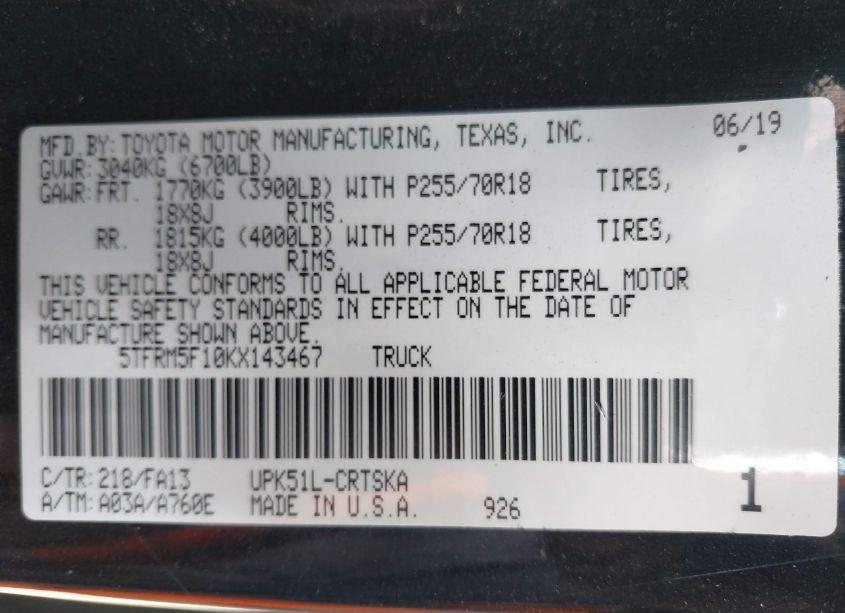 MFD.BY: TOYOTA MOTOR MANUFACTURING, TEXAS, INC. 06/19
GVWR: 3040KG (6700LB)
GAWR: FRT. 1770KG (3900LB) WITH P255/70R18 TIRES,
18X8J RIMS.
RR. 1815KG (4000LB) WITH P255/70R18 TIRES,
18X8J RIMS.
THIS VEHICLE CONFORMS TO ALL APPLICABLE FEDERAL MOTOR
VEHICLE SAFETY STANDARDS IN EFFECT ON THE DATE OF
MANUFACTURE SHOWN ABOVE.
5TFRM5F10KX143467 TRUCK
C/TR: 218/FA13 UPK51L-CRTSKA
A/TM: A03A/A760E MADE IN U.S.A. 926 1